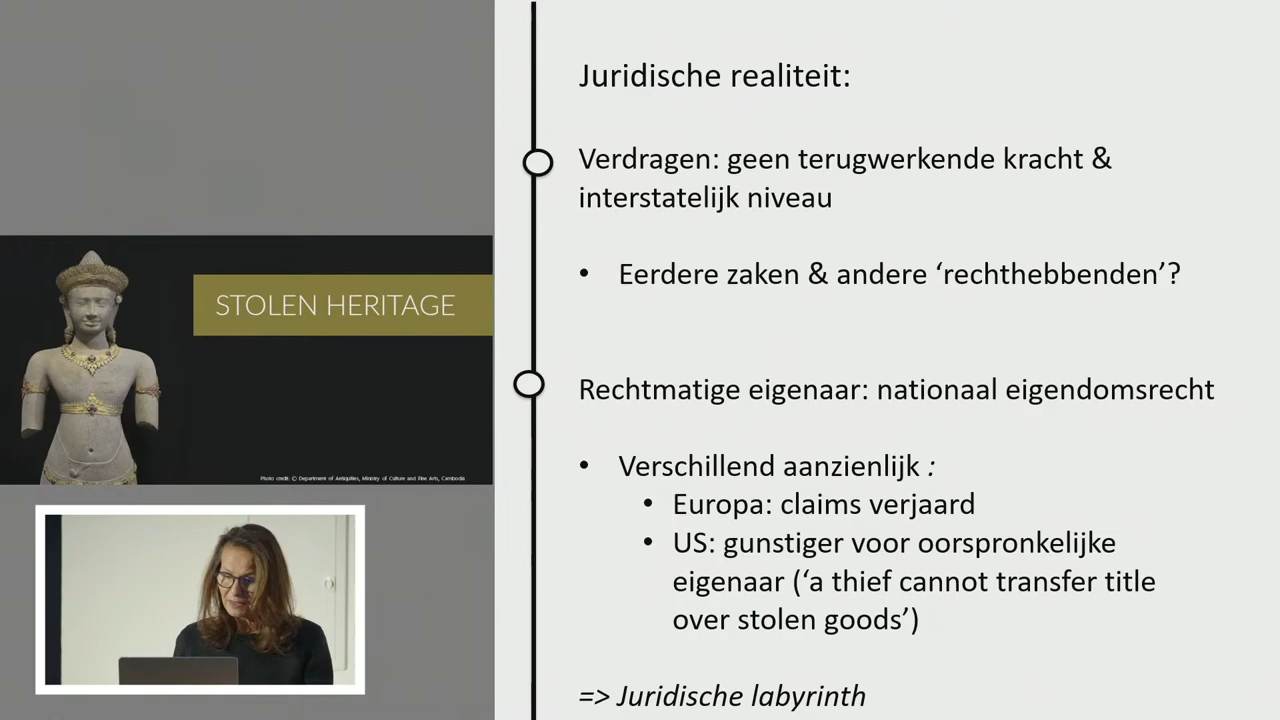 STOLEN HERITAGE
Photo credit: © Department of Antiquities, Ministry of Culture and Fine Arts, Cambodia
Juridische realiteit:
Verdragen: geen terugwerkende kracht &
interstatelijk niveau
• Eerdere zaken & andere ‘rechthebbenden’?
Rechtmatige eigenaar: nationaal eigendomsrecht
• Verschillend aanzienlijk :
• Europa: claims verjaard
• US: gunstiger voor oorspronkelijke
eigenaar (‘a thief cannot transfer title
over stolen goods’)
=> Juridische labyrinth